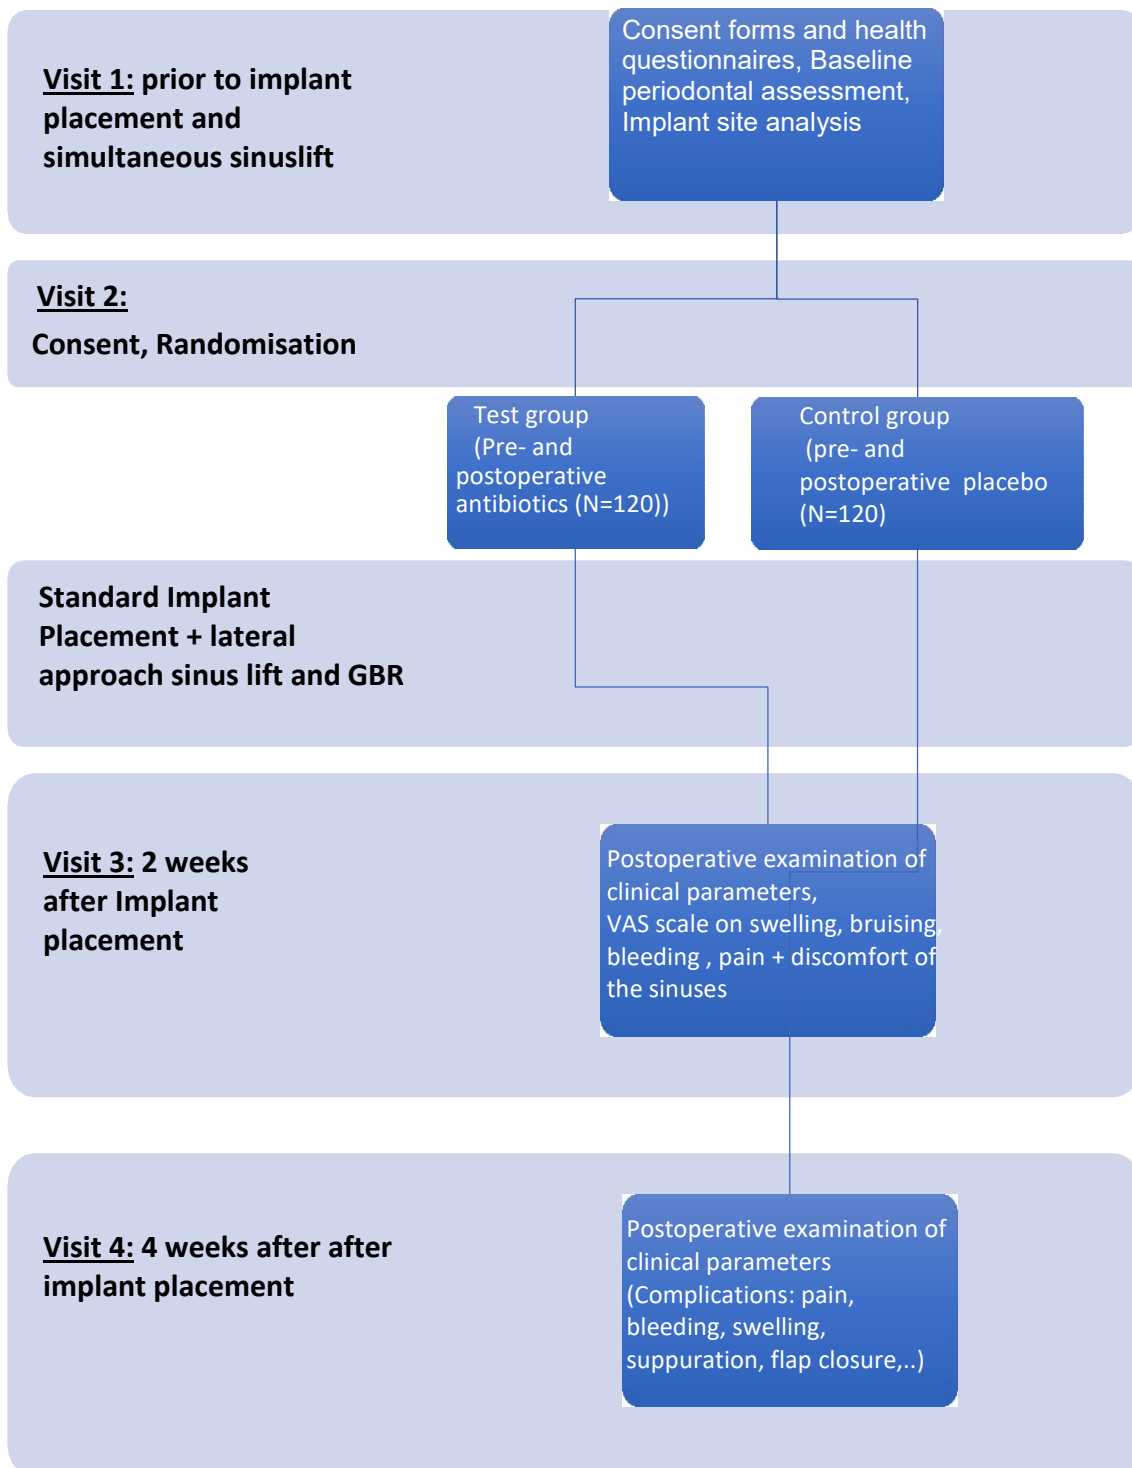 Visit 1: prior to implant
placement and
simultaneous sinuslift
Consent forms and health
questionnaires, Baseline
periodontal assessment,
Implant site analysis
Visit 2:
Consent, Randomisation
Test group
(Pre- and
postoperative
antibiotics (N=120))
Control group
(pre- and
postoperative placebo
(N=120)
Standard Implant
Placement + lateral
approach sinus lift and GBR
Visit 3: 2 weeks
after Implant
placement
Postoperative examination of
clinical parameters,
VAS scale on swelling, bruising,
bleeding , pain + discomfort of
the sinuses
Visit 4: 4 weeks after after
implant placement
Postoperative examination of
clinical parameters
(Complications: pain,
bleeding, swelling,
suppuration, flap closure,..)